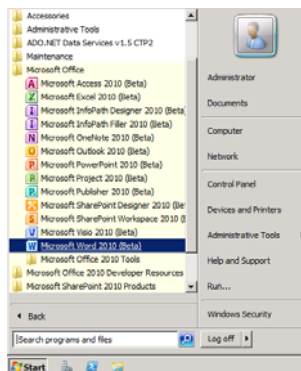 Accessories
Administrative Tools
ADO.NET Data Services v1.5 CTP2
Maintenance
Microsoft Office
Microsoft Access 2010 (Beta)
Microsoft Excel 2010 (Beta)
Microsoft InfoPath Designer 2010 (Beta)
Microsoft InfoPath Filler 2010 (Beta)
Microsoft OneNote 2010 (Beta)
Microsoft Outlook 2010 (Beta)
Microsoft PowerPoint 2010 (Beta)
Microsoft Project 2010 (Beta)
Microsoft Publisher 2010 (Beta)
Microsoft SharePoint Designer 2010 (Be
Microsoft SharePoint Workspace 2010 (B
Microsoft Visio 2010 (Beta)
Microsoft Word 2010 (Beta)
Microsoft Office 2010 Tools
Microsoft Office 2010 Developer Resources
Microsoft SharePoint 2010 Products
Back
Search programs and files
Administrator
Documents
Computer
Network
Control Panel
Devices and Printers
Administrative Tools
Help and Support
Run...
Windows Security
Log off
Start